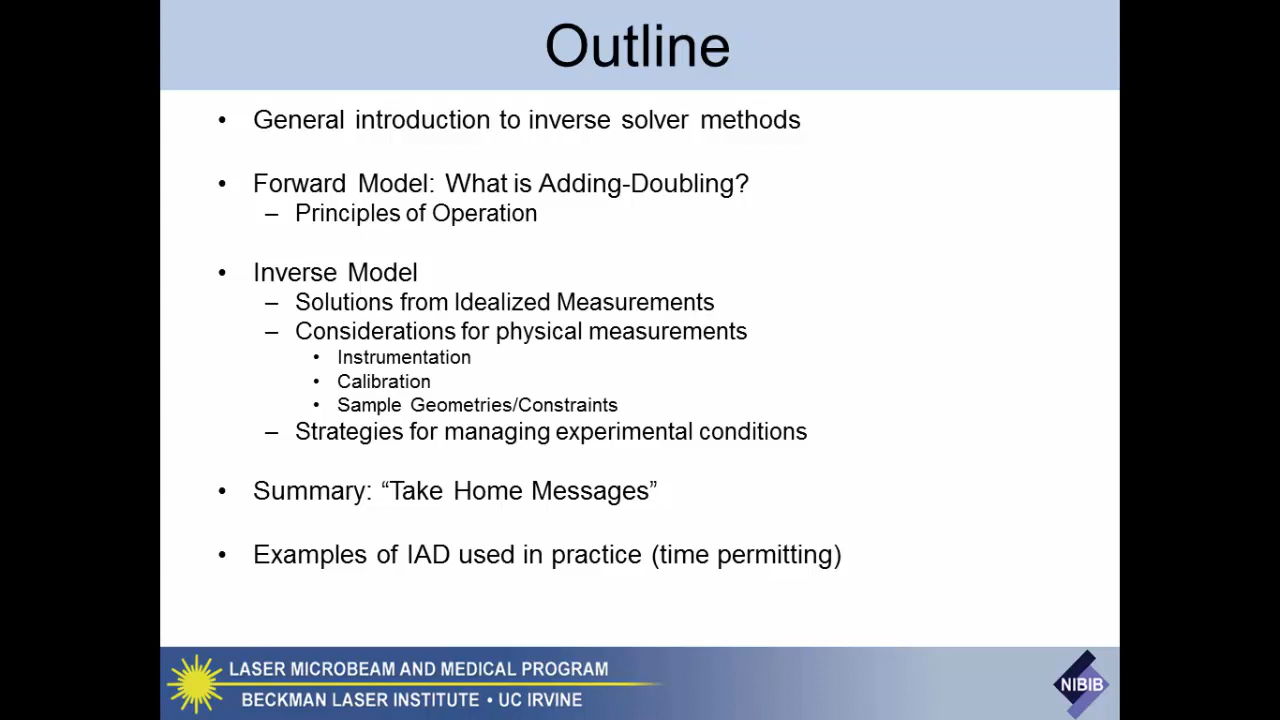 Outline
• General introduction to inverse solver methods
• Forward Model: What is Adding-Doubling?
– Principles of Operation
• Inverse Model
– Solutions from Idealized Measurements
– Considerations for physical measurements
• Instrumentation
• Calibration
• Sample Geometries/Constraints
– Strategies for managing experimental conditions
• Summary: “Take Home Messages”
• Examples of IAD used in practice (time permitting)
LASER MICROBEAM AND MEDICAL PROGRAM
BECKMAN LASER INSTITUTE • UC IRVINE
NIBIB